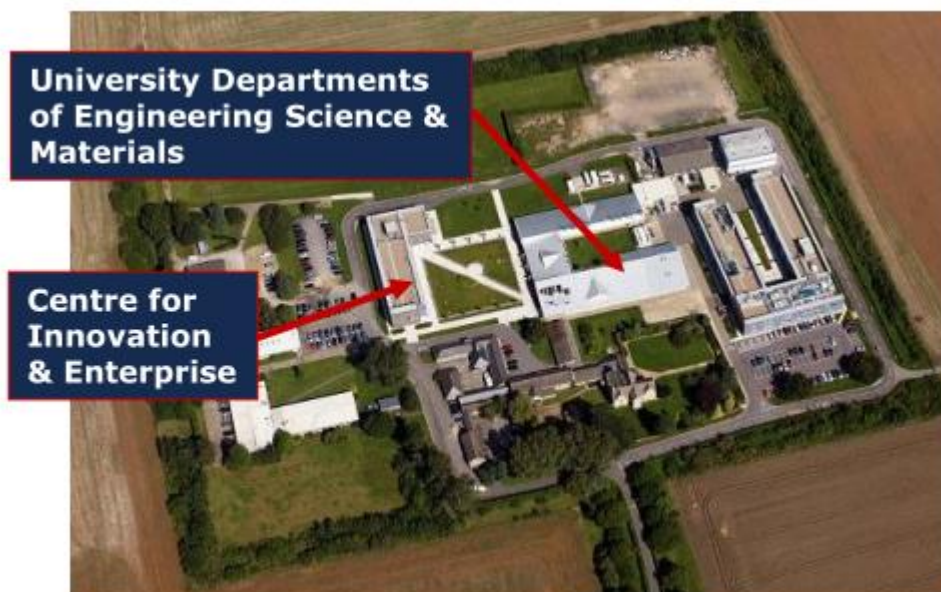 University Departments
of Engineering Science &
Materials
Centre for
Innovation
& Enterprise